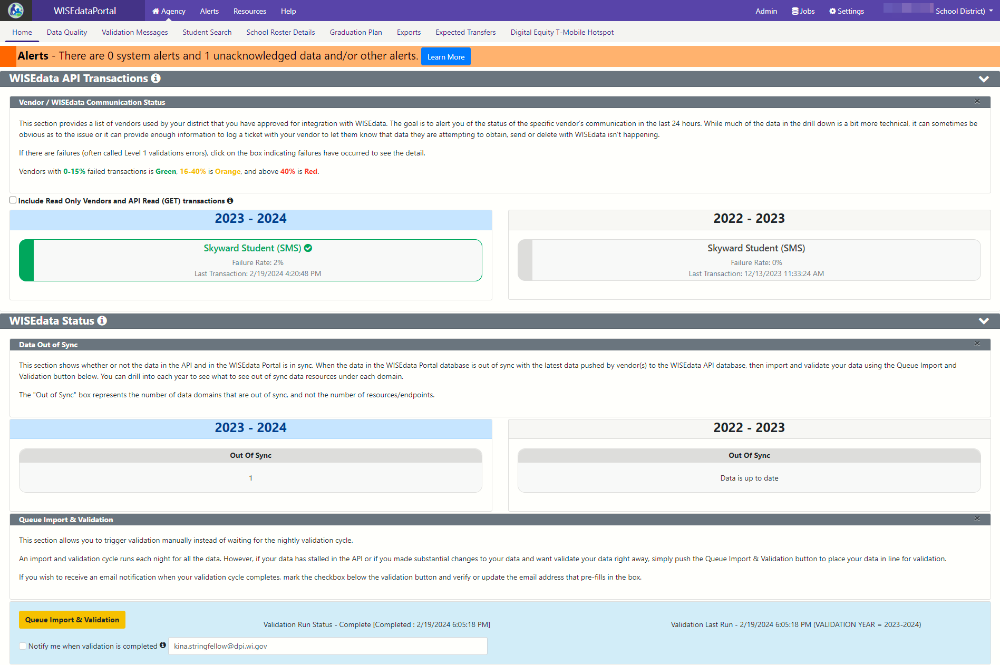 WISEdataPortal
Agency
Alerts
Resources
Help
Admin
Jobs
Settings
School District)
Home
Data Quality
Validation Messages
Student Search
School Roster Details
Graduation Plan
Exports
Expected Transfers
Digital Equity T-Mobile Hotspot
Alerts - There are 0 system alerts and 1 unacknowledged data and/or other alerts.
Learn More
WISEdata API Transactions
Vendor / WISEdata Communication Status
This section provides a list of vendors used by your district that you have approved for integration with WISEdata. The goal is to alert you of the status of the specific vendor's communication in the last 24 hours. While much of the data in the drill down is a bit more technical, it can sometimes be
obvious as to the issue or it can provide enough information to log a ticket with your vendor to let them know that data they are attempting to obtain, send or delete with WISEdata isn't happening.
If there are failures (often called Level 1 validations errors), click on the box indicating failures have occurred to see the detail.
Vendors with 0-15% failed transactions is Green, 16-40% is Orange, and above 40% is Red.
Include Read Only Vendors and API Read (GET) transactions
2023 - 2024
Skyward Student (SMS)
Failure Rate: 2%
Last Transaction: 2/19/2024 4:20:48 PM
2022 - 2023
Skyward Student (SMS)
Failure Rate: 0%
Last Transaction: 12/13/2023 11:33:24 AM
WISEdata Status
Data Out of Sync
This section shows whether or not the data in the API and in the WISEdata Portal is in sync. When the data in the WISEdata Portal database is out of sync with the latest data pushed by vendor(s) to the WISEdata API database, then import and validate your data using the Queue Import and
Validation button below. You can drill into each year to see what to see out of sync data resources under each domain.
The "Out of Sync" box represents the number of data domains that are out of sync, and not the number of resources/endpoints.
2023 - 2024
Out Of Sync
1
2022 - 2023
Out Of Sync
Data is up to date
Queue Import & Validation
This section allows you to trigger validation manually instead of waiting for the nightly validation cycle.
An import and validation cycle runs each night for all the data. However, if your data has stalled in the API or if you made substantial changes to your data and want validate your data right away, simply push the Queue Import & Validation button to place your data in line for validation.
If you wish to receive an email notification when your validation cycle completes, mark the checkbox below the validation button and verify or update the email address that pre-fills in the box.
Queue Import & Validation
Validation Run Status - Complete [Completed : 2/19/2024 6:05:18 PM]
Validation Last Run - 2/19/2024 6:05:18 PM (VALIDATION YEAR = 2023-2024)
Notify me when validation is completed
kina.stringfellow@dpi.wi.gov